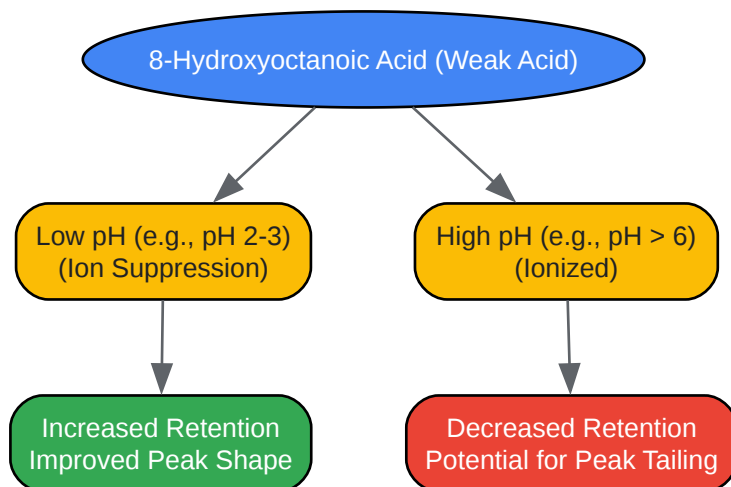 8-Hydroxyoctanoic Acid (Weak Acid)
Low pH (e.g., pH 2-3)
(Ion Suppression)
High pH (e.g., pH > 6)
(Ionized)
Increased Retention
Improved Peak Shape
Decreased Retention
Potential for Peak Tailing